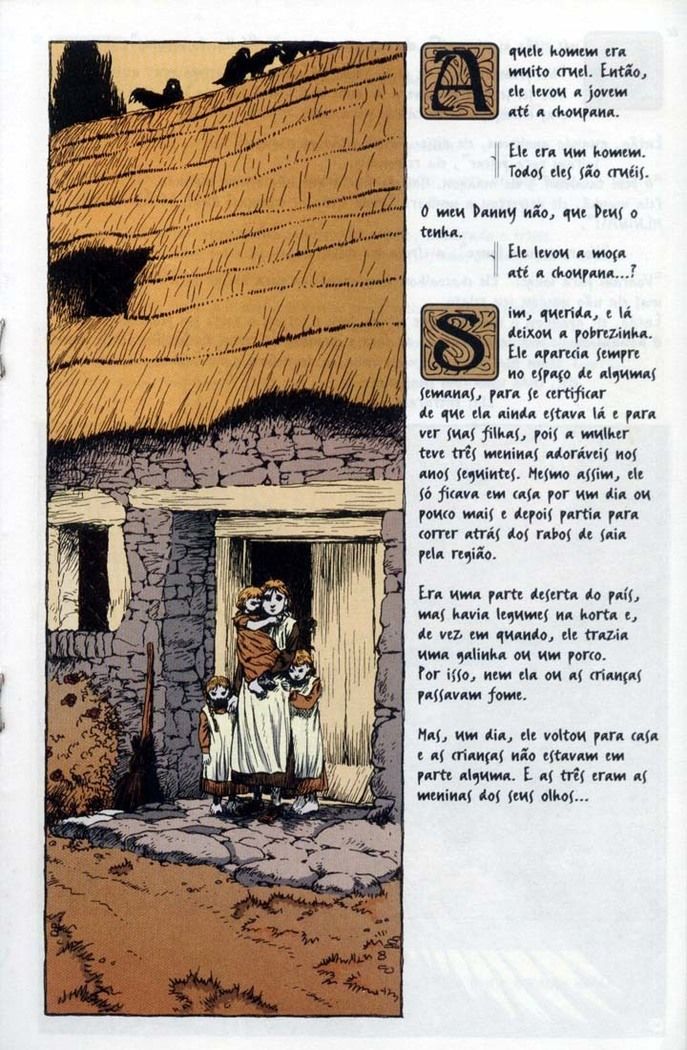 Aquele homem era
muito cruel. Então,
ele levou a jovem
até a choupana.
Ele era um homem.
Todos eles são cruéis.
O meu Danny não, que Deus o
tenha.
Ele levou a moça
até a choupana...?
Sim, querida, e lá
deixou a pobrezinha.
Ele aparecia sempre
no espaço de algumas
semanas, para se certificar
de que ela ainda estava lá e para
ver suas filhas, pois a mulher
teve três meninas adoráveis nos
anos seguintes. Mesmo assim, ele
só ficava em casa por um dia ou
pouco mais e depois partia para
correr atrás dos rabos de saia
pela região.
Era uma parte deserta do país,
mas havia legumes na horta e,
de vez em quando, ele trazia
uma galinha ou um porco.
Por isso, nem ela ou as crianças
passavam fome.
Mas, um dia, ele voltou para casa
e as crianças não estavam em
parte alguma. E as três eram as
meninas dos seus olhos...